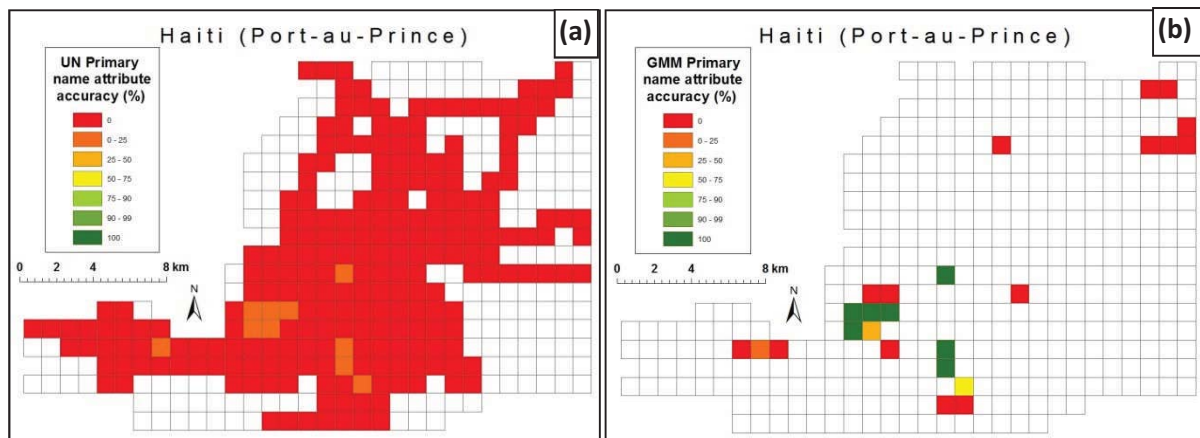 Haiti (Port-au-Prince)
(a)
UN Primary
name attribute
accuracy (%)
0
0 - 25
25 - 50
50 - 75
75 - 90
90 - 99
100
0 2 4 8 km
N
Haiti (Port-au-Prince)
(b)
GMM Primary
name attribute
accuracy (%)
0
0 - 25
25 - 50
50 - 75
75 - 90
90 - 99
100
0 2 4 8 km
N